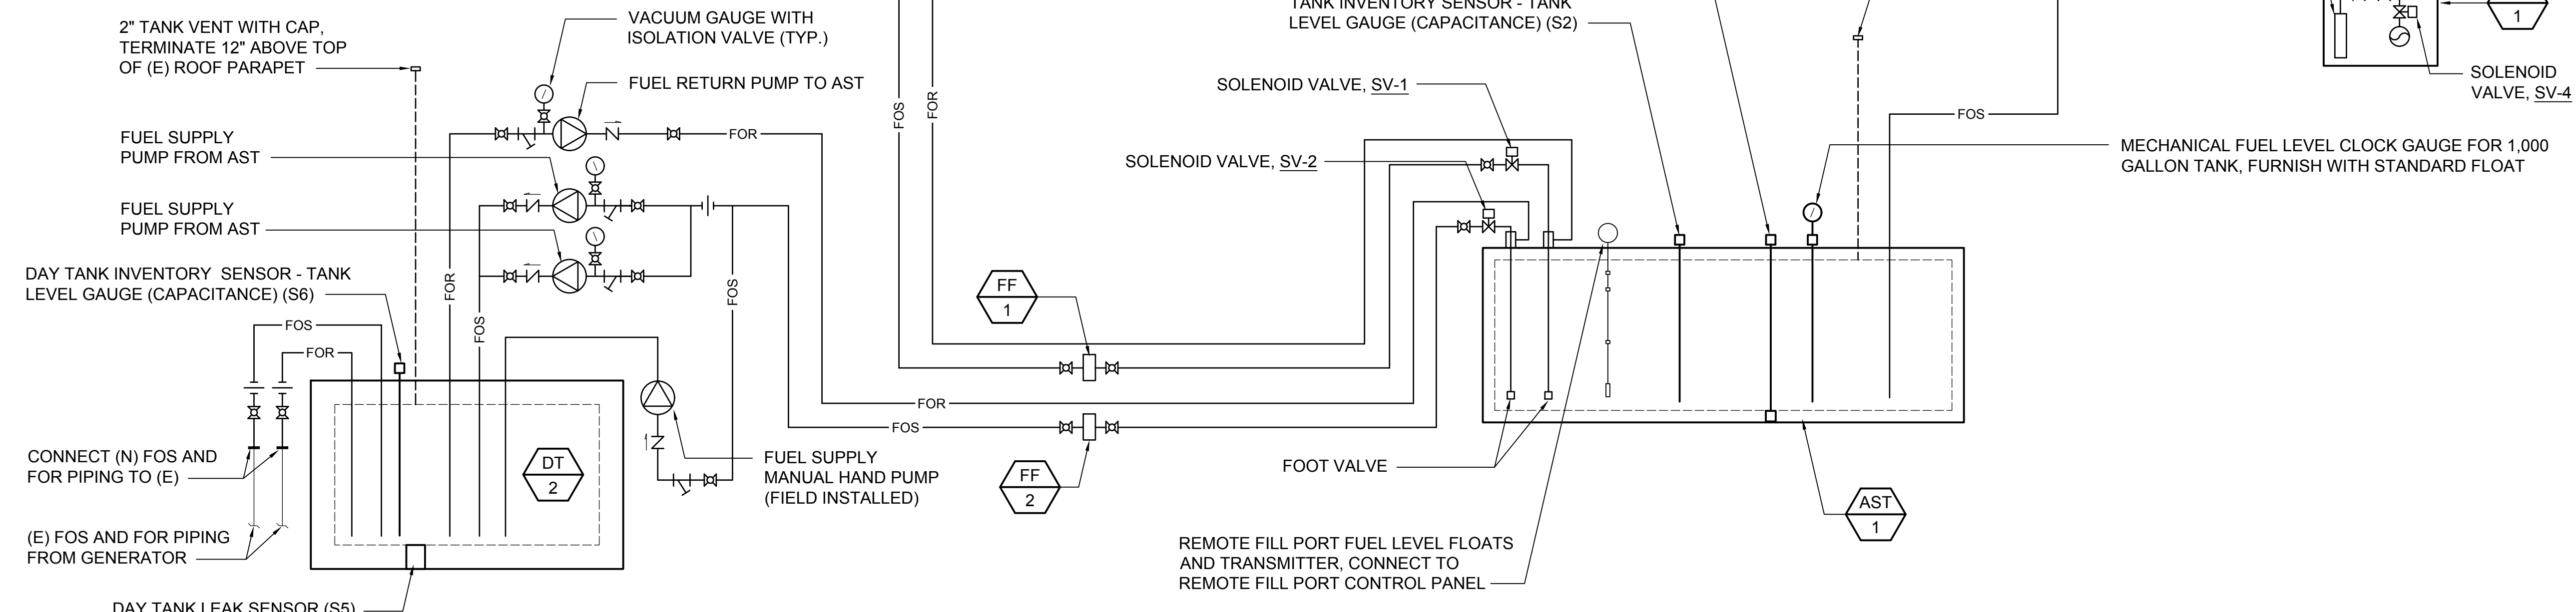 2" TANK VENT WITH CAP,
TERMINATE 12" ABOVE TOP
OF (E) ROOF PARAPET
VACUUM GAUGE WITH
ISOLATION VALVE (TYP.)
FUEL RETURN PUMP TO AST
FUEL SUPPLY
PUMP FROM AST
FUEL SUPPLY
PUMP FROM AST
DAY TANK INVENTORY SENSOR - TANK
LEVEL GAUGE (CAPACITANCE) (S6)
FOS
FOR
FOR
FOS
FOR
FOS
CONNECT (N) FOS AND
FOR PIPING TO (E)
(E) FOS AND FOR PIPING
FROM GENERATOR
DAY TANK LEAK SENSOR (S5)
DT
2
FUEL SUPPLY
MANUAL HAND PUMP
(FIELD INSTALLED)
FOS
FOR
FF
1
FOR
FOS
FF
2
TANK INVENTORY SENSOR - TANK
LEVEL GAUGE (CAPACITANCE) (S2)
SOLENOID VALVE, SV-1
SOLENOID VALVE, SV-2
FOOT VALVE
REMOTE FILL PORT FUEL LEVEL FLOATS
AND TRANSMITTER, CONNECT TO
REMOTE FILL PORT CONTROL PANEL
AST
1
FOS
MECHANICAL FUEL LEVEL CLOCK GAUGE FOR 1,000
GALLON TANK, FURNISH WITH STANDARD FLOAT
1
SOLENOID
VALVE, SV-4